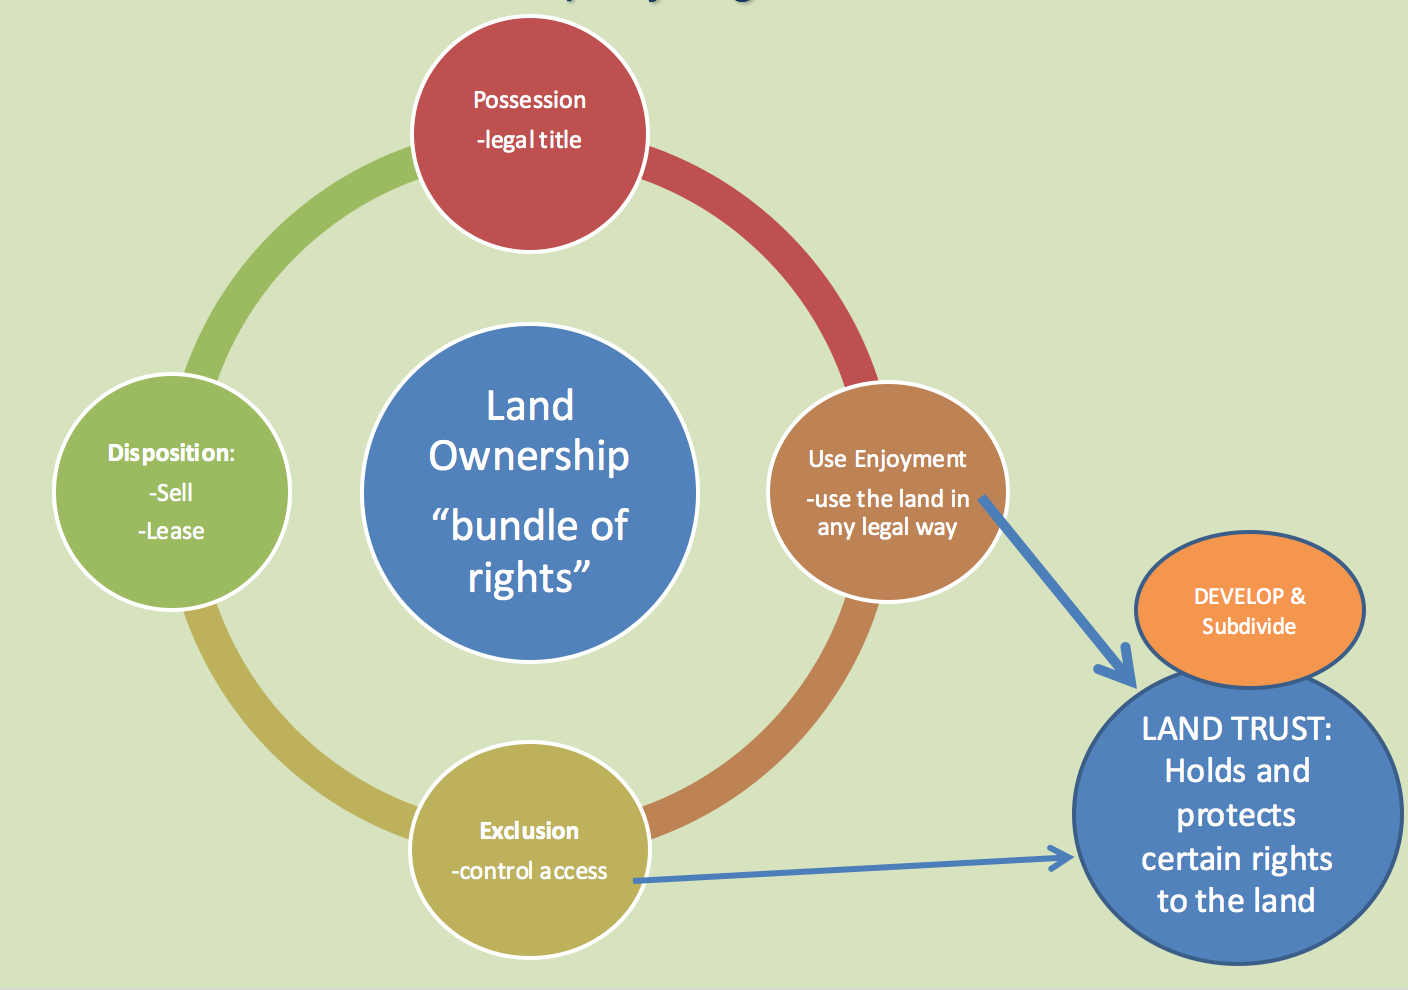 Possession
-legal title
Land
Ownership
“bundle of
rights”
Disposition:
-Sell
-Lease
Use Enjoyment
-use the land in
any legal way
Exclusion
-control access
DEVELOP &
Subdivide
LAND TRUST:
Holds and
protects
certain rights
to the land